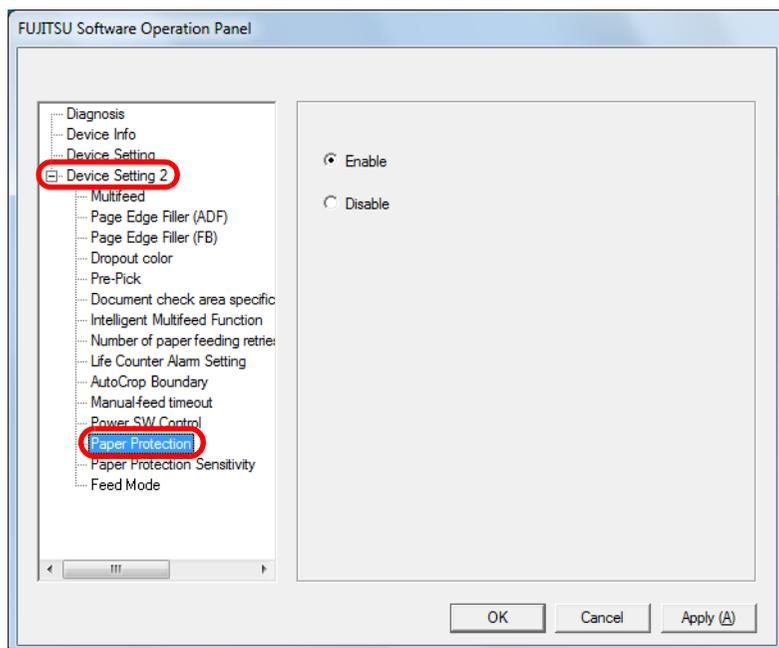 FUJITSU Software Operation Panel
Diagnosis
Device Info
Device Setting
Device Setting 2
Multifeed
Page Edge Filler (ADF)
Page Edge Filler (FB)
Dropout color
Pre-Pick
Document check area specific
Intelligent Multifeed Function
Number of paper feeding retries
Life Counter Alarm Setting
AutoCrop Boundary
Manual-feed timeout
Power SW Control
Paper Protection
Paper Protection Sensitivity
Feed Mode
Enable
Disable
OK
Cancel
Apply (A)